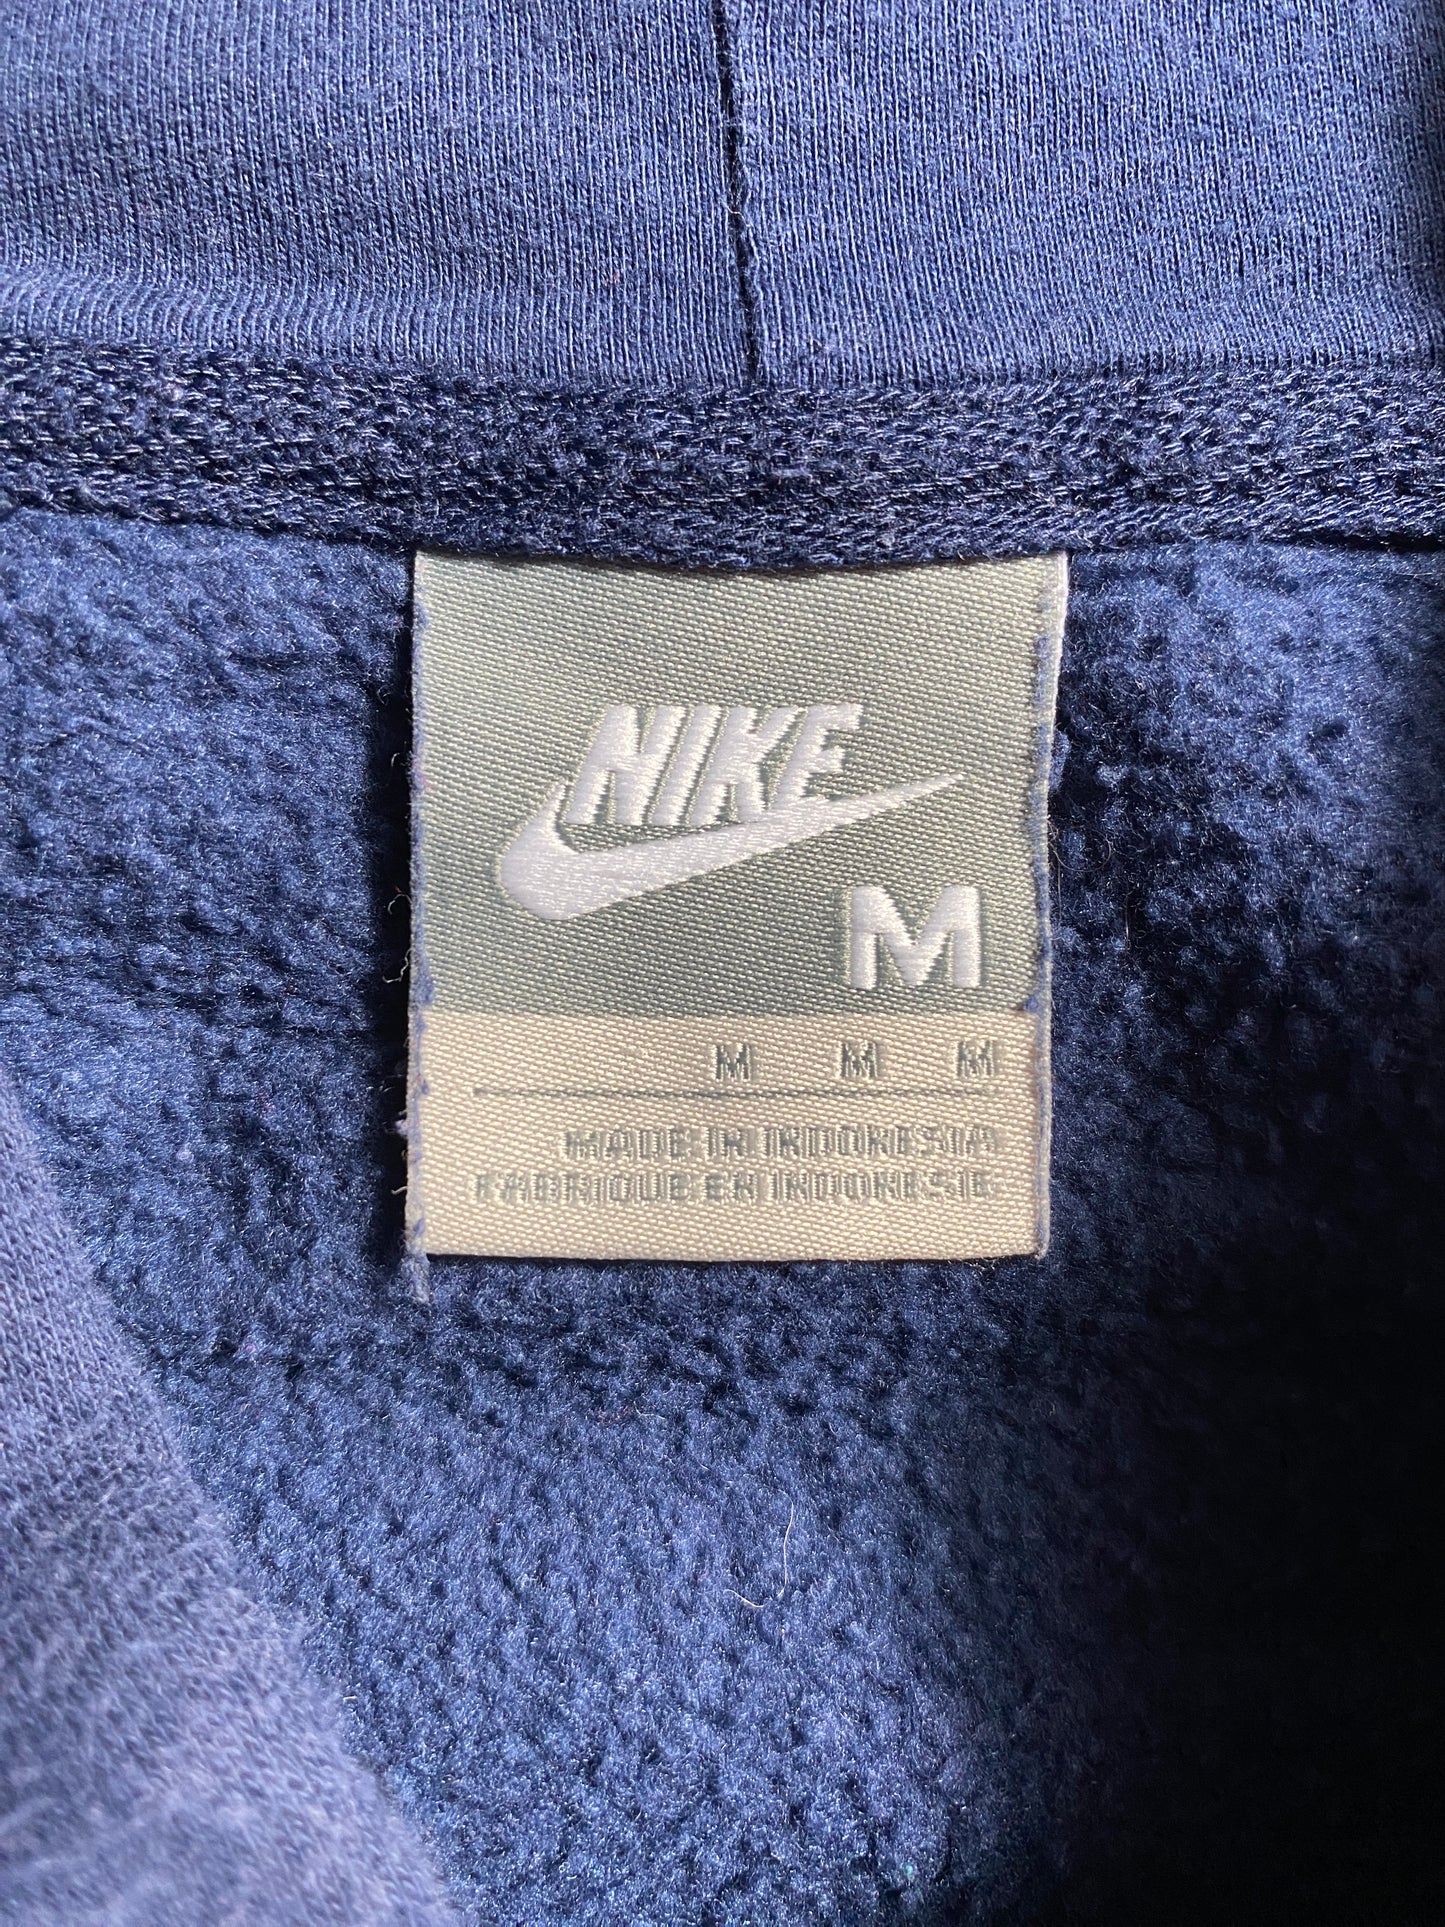 NIKE
M
M M M
MADE IN INDONESIA
FABRIQUE EN INDONESIE